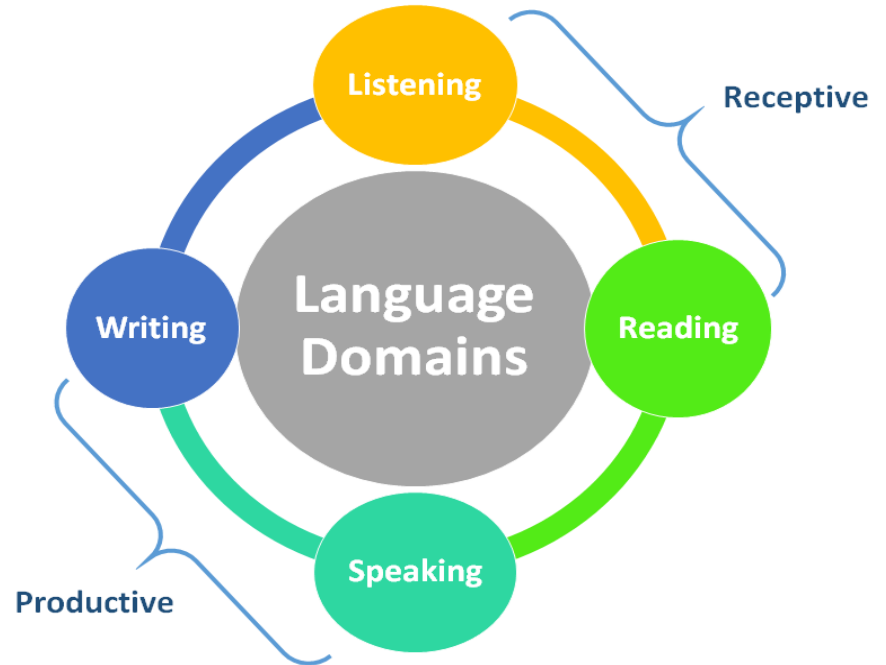 Listening
Receptive
Language
Domains
Writing
Reading
Speaking
Productive